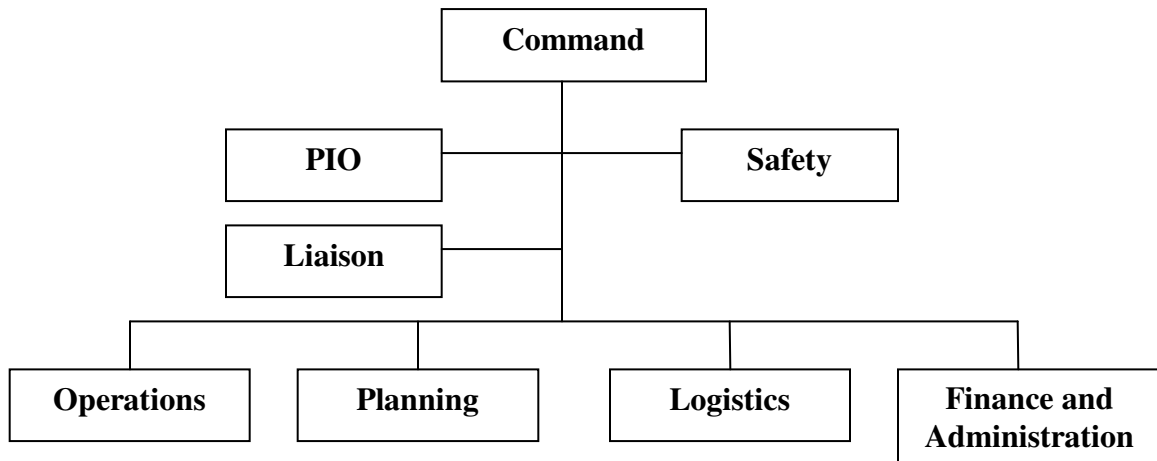 Command
PIO
Safety
Liaison
Operations
Planning
Logistics
Finance and
Administration